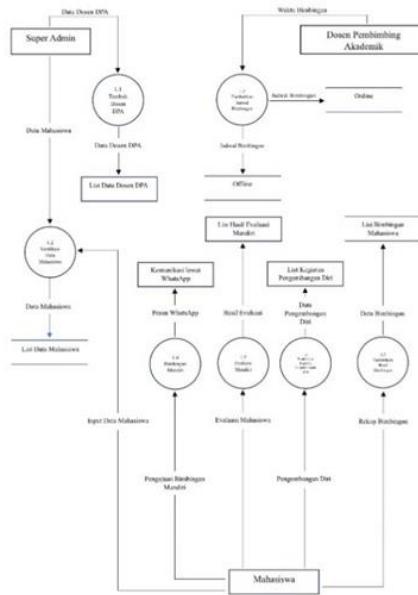 Data Dosen DPA
Super Admin
Waktu Bimbingan
Dosen Pembimbing
Akademik
Tambah
Dosen
DPA
Jadwal Bimbingan
Online
Data Mahasiswa
Data Dosen DPA
List Data Dosen DPA
Jadwal Bimbingan
Offline
List Hasil Evaluasi
Mandiri
List Bimbingan
Mahasiswa
Data
Mahasiswa
Komunikasi lewat
WhatsApp
List Kegiatan
Pengembangan Diri
Data Mahasiswa
Pesan WhatsApp
Hasil Evaluasi
Data
Pengembangan Diri
Data Bimbingan
List Data Mahasiswa
Bimbingan
Mandiri
Evaluasi
Mandiri
Input Data Mahasiswa
Evaluasi Mahasiswa
Rekap Bimbingan
Pengajuan Bimbingan
Mandiri
Pengembangan Diri
Mahasiswa